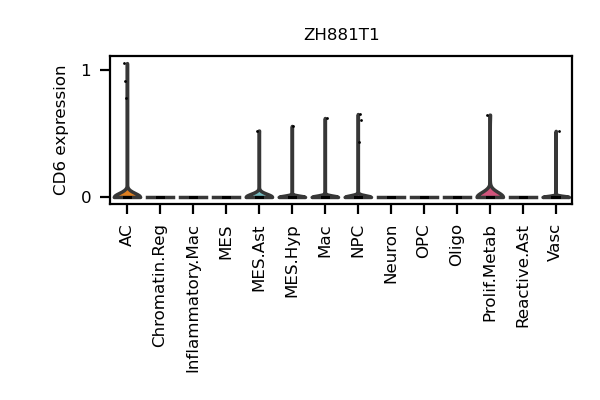 ZH881T1
CD6 expression
1
0
AC
Chromatin.Reg
Inflammatory.Mac
MES
MES.Ast
MES.Hyp
Mac
NPC
Neuron
OPC
Oligo
Prolif.Metab
Reactive.Ast
Vasc